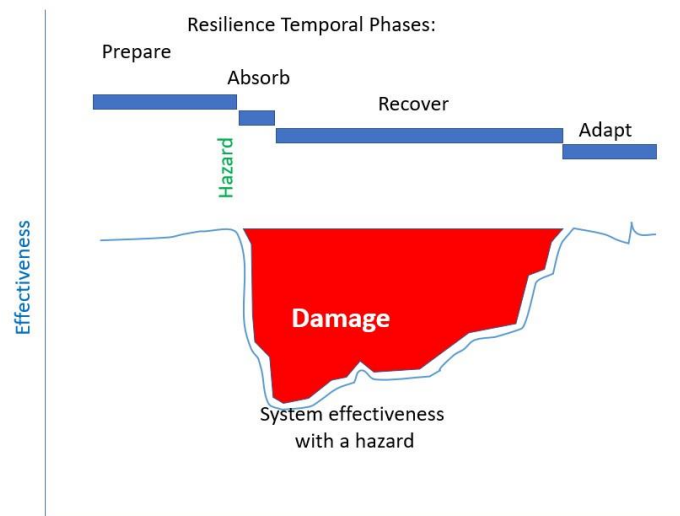 Resilience Temporal Phases:
Prepare
Absorb
Recover
Adapt
Hazard
Effectiveness
Damage
System effectiveness
with a hazard